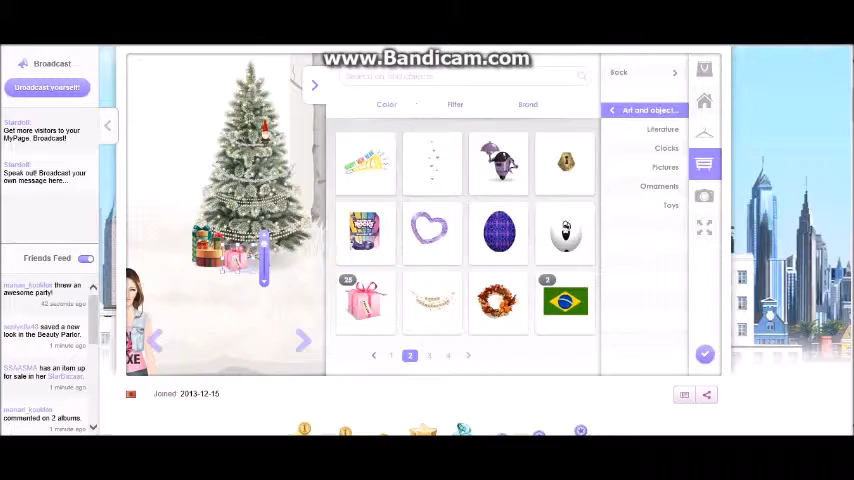 www.Bandicam.com
Broadcast
Broadcast yourself!
Stardoll:
Get more visitors to your
MyPage. Broadcast!
Stardoll:
Speak out! Broadcast your
own message here...
Friends Feed
threw an
awesome party!
42 seconds ago
saved a new
look in the Beauty Parlor.
1 minute ago
SSAASMA has an item up
for sale in her StarBazaar.
1 minute ago
commented on 2 albums.
1 minute ago
Color
Filter
Brand
25
2
1
2
3
4
Back
Art and objec...
Literature
Clocks
Pictures
Ornaments
Toys
Joined: 2013-12-15